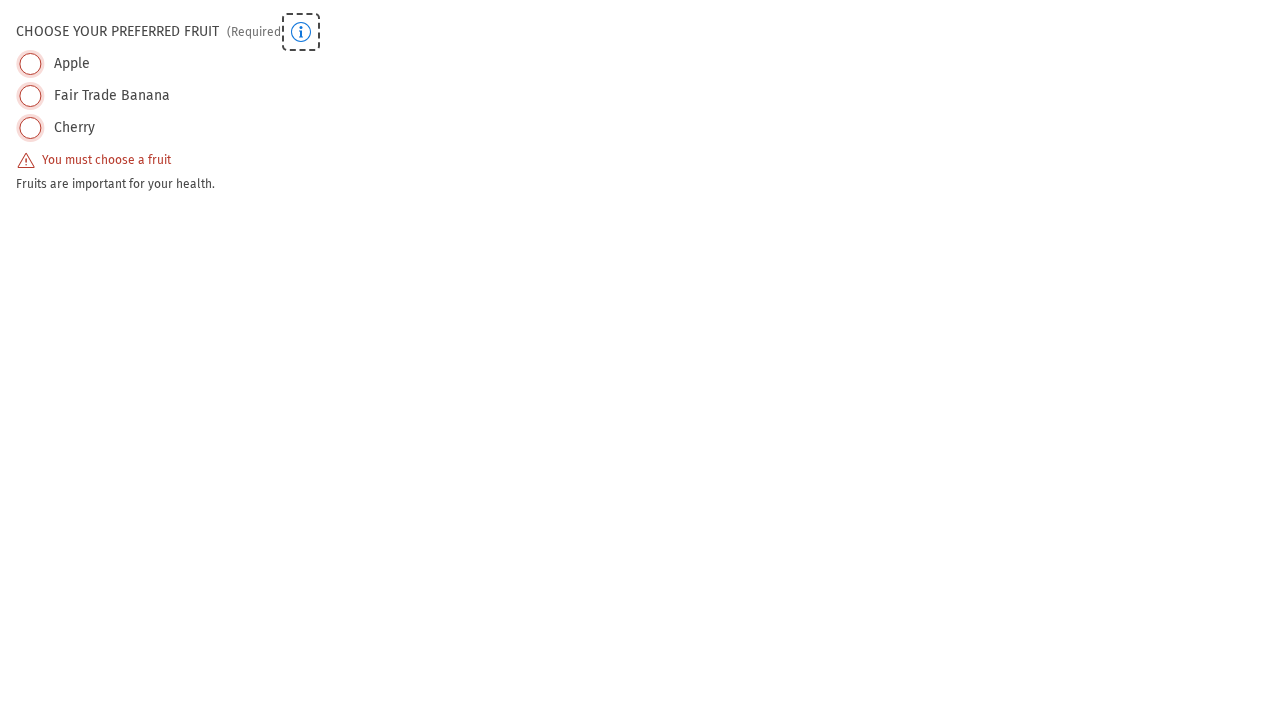 CHOOSE YOUR PREFERRED FRUIT (Required
Apple
Fair Trade Banana
Cherry
You must choose a fruit
Fruits are important for your health.